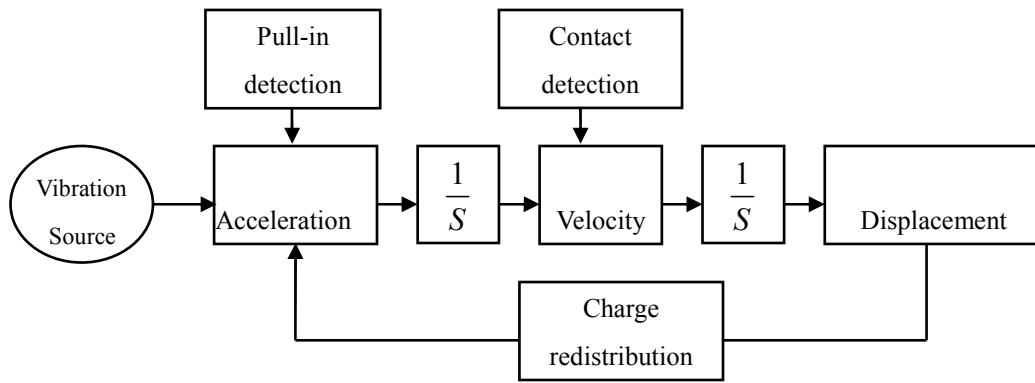 Pull-in
detection
Contact
detection
Vibration
Source
Acceleration
1
S
Velocity
1
S
Displacement
Charge
redistribution